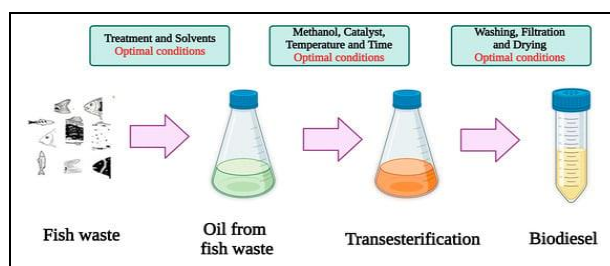 Treatment and Solvents
Optimal conditions
Methanol, Catalyst,
Temperature and Time
Optimal conditions
Washing, Filtration
and Drying
Optimal conditions
Fish waste
Oil from
fish waste
Transesterification
Biodiesel